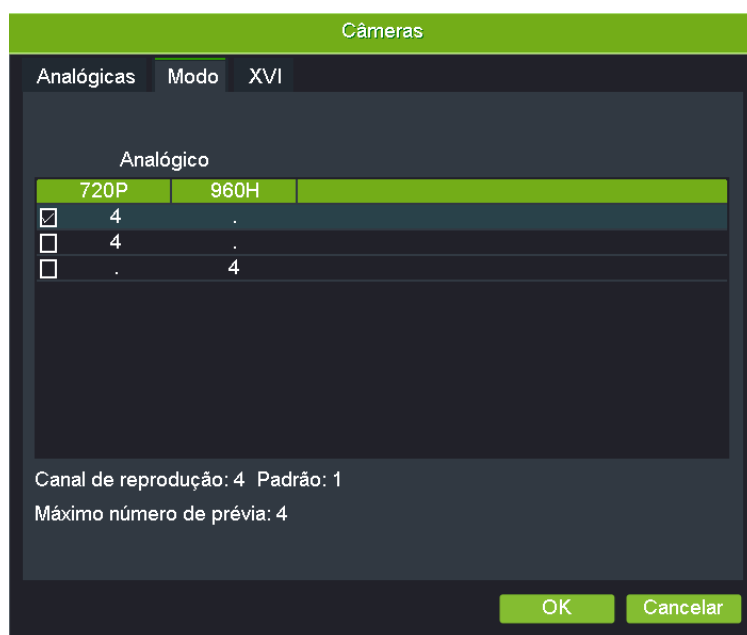 Câmeras
Analógicas Modo XVI
Analógico
720P 960H
4 .
4 .
. 4
Canal de reprodução: 4 Padrão: 1
Máximo número de prévia: 4
OK Cancelar